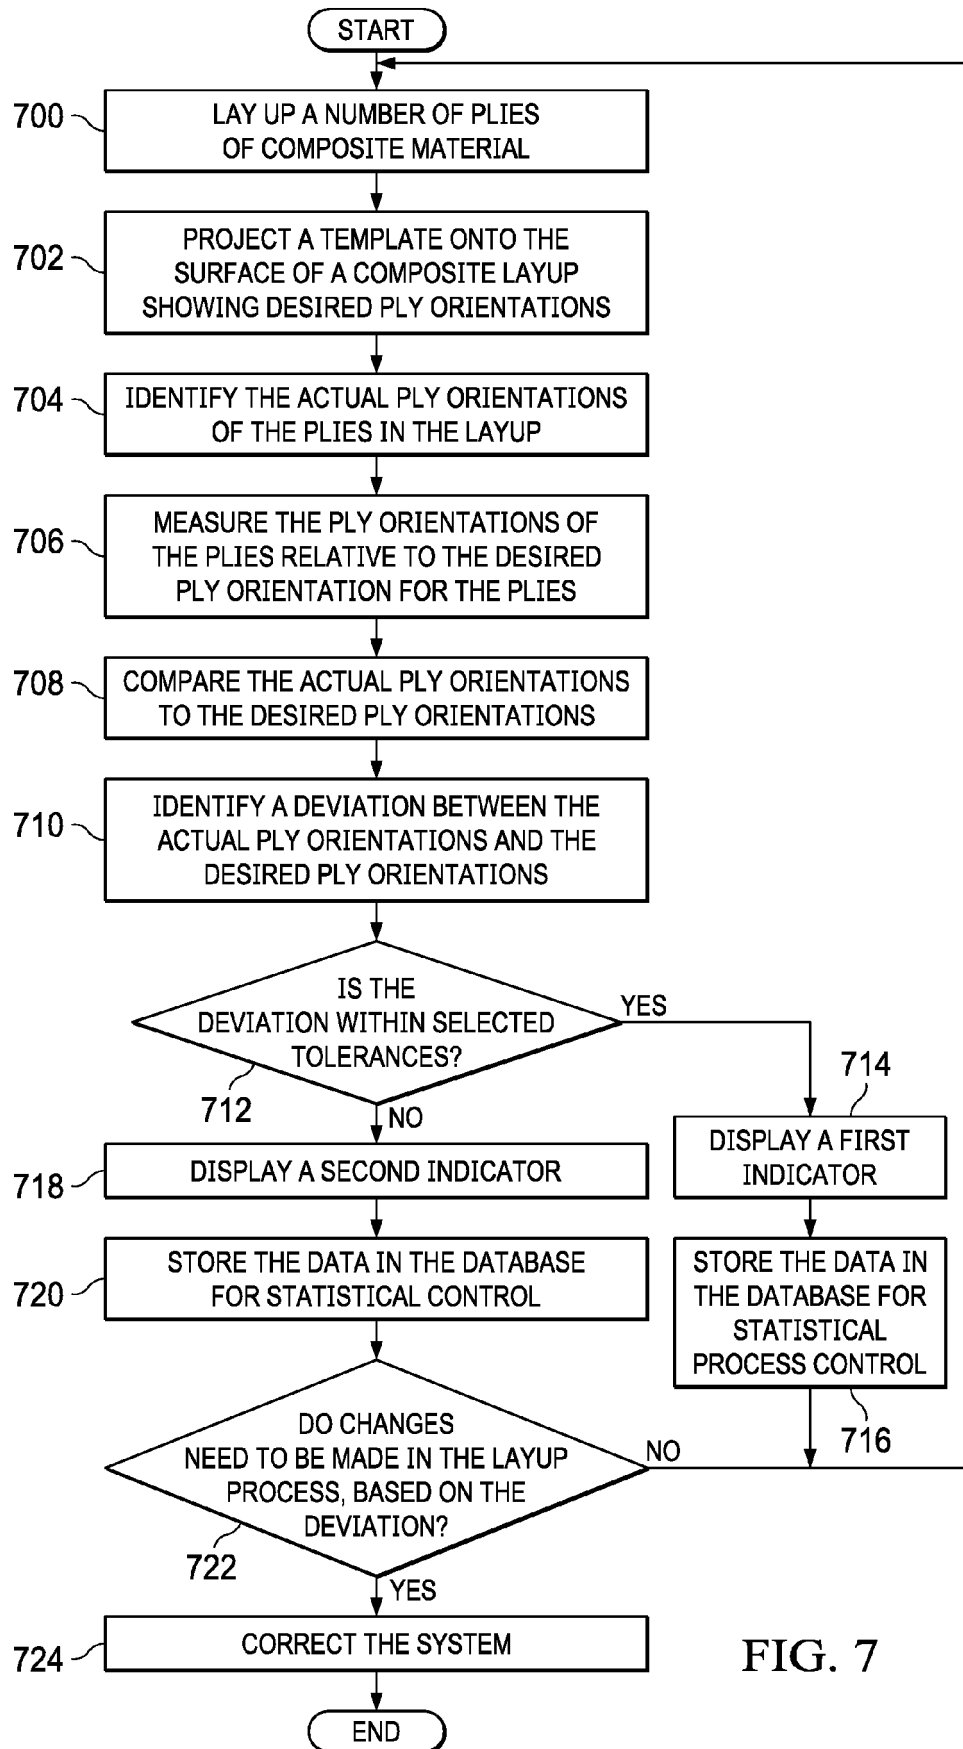 START
700
LAY UP A NUMBER OF PLIES
OF COMPOSITE MATERIAL
702
PROJECT A TEMPLATE ONTO THE
SURFACE OF A COMPOSITE LAYUP
SHOWING DESIRED PLY ORIENTATIONS
704
IDENTIFY THE ACTUAL PLY ORIENTATIONS
OF THE PLIES IN THE LAYUP
706
MEASURE THE PLY ORIENTATIONS OF
THE PLIES RELATIVE TO THE DESIRED
PLY ORIENTATION FOR THE PLIES
708
COMPARE THE ACTUAL PLY ORIENTATIONS
TO THE DESIRED PLY ORIENTATIONS
710
IDENTIFY A DEVIATION BETWEEN THE
ACTUAL PLY ORIENTATIONS AND THE
DESIRED PLY ORIENTATIONS
IS THE
DEVIATION WITHIN SELECTED
TOLERANCES?
712
YES
NO
714
DISPLAY A FIRST
INDICATOR
STORE THE DATA IN
THE DATABASE FOR
STATISTICAL
PROCESS CONTROL
716
718
DISPLAY A SECOND INDICATOR
720
STORE THE DATA IN THE DATABASE
FOR STATISTICAL CONTROL
DO CHANGES
NEED TO BE MADE IN THE LAYUP
PROCESS, BASED ON THE
DEVIATION?
722
NO
YES
724
CORRECT THE SYSTEM
END
FIG. 7